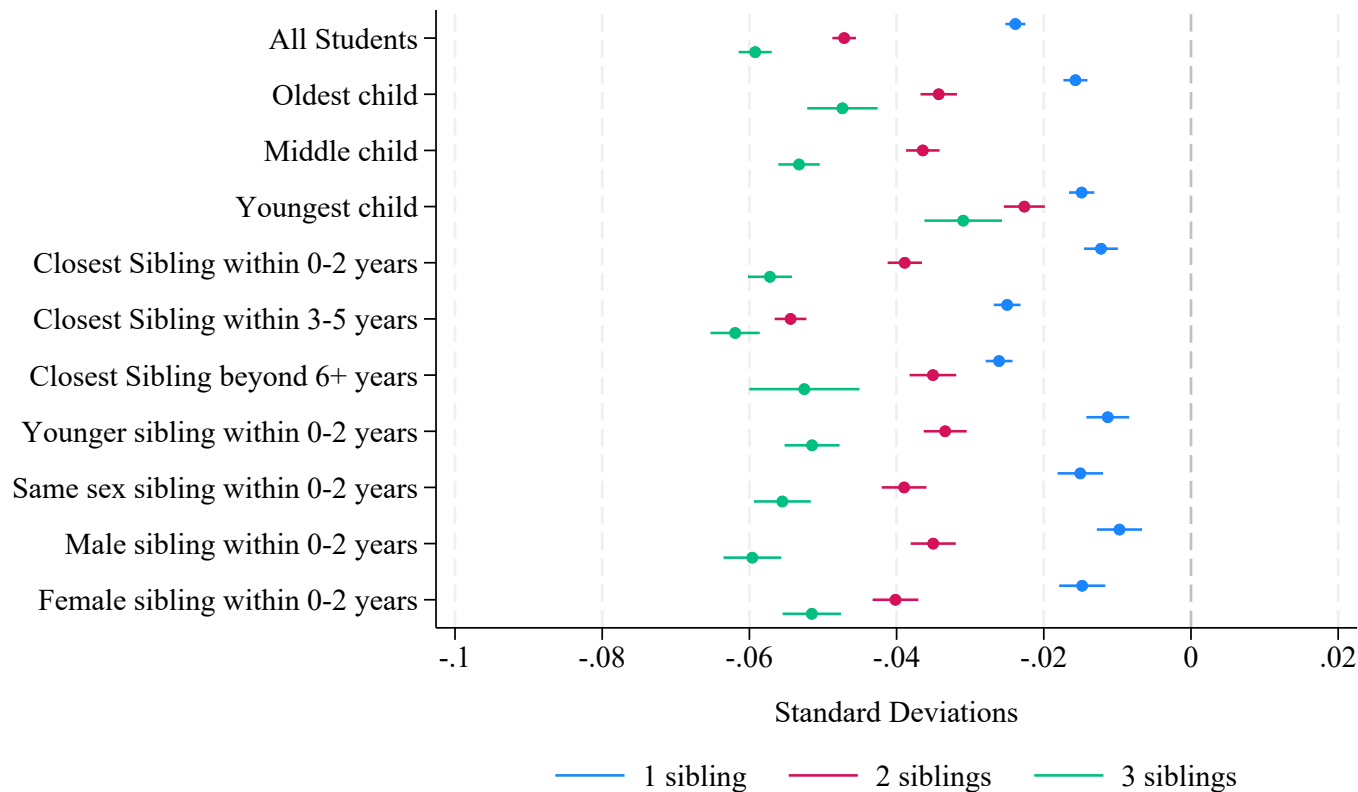 All Students
Oldest child
Middle child
Youngest child
Closest Sibling within 0-2 years
Closest Sibling within 3-5 years
Closest Sibling beyond 6+ years
Younger sibling within 0-2 years
Same sex sibling within 0-2 years
Male sibling within 0-2 years
Female sibling within 0-2 years
-.1 -.08 -.06 -.04 -.02 0 .02
Standard Deviations
1 sibling 2 siblings 3 siblings